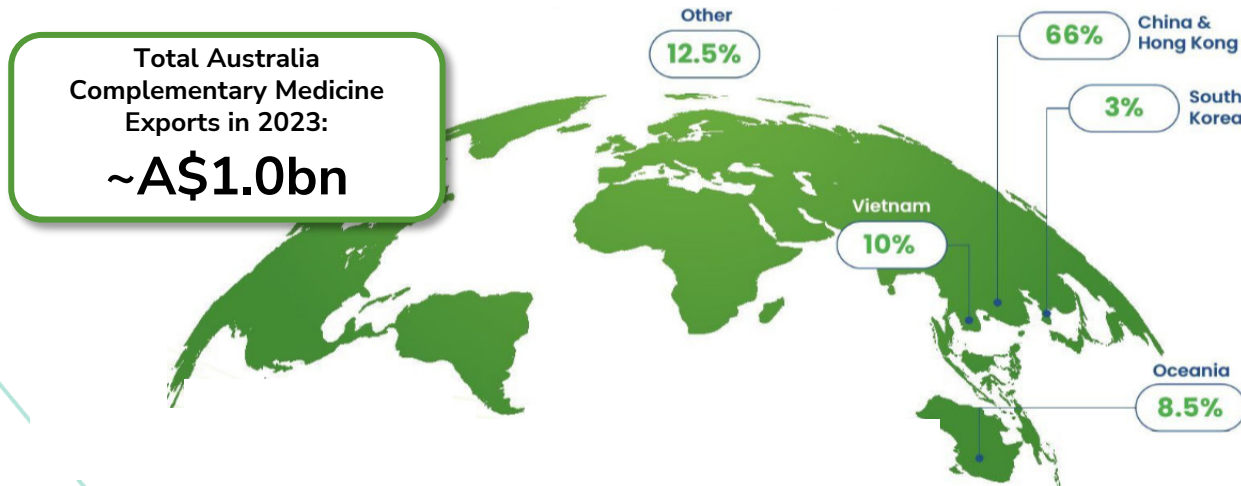 Total Australia
Complementary Medicine
Exports in 2023:
~A$1.0bn
Other
12.5%
66%
China &
Hong Kong
3%
South
Korea
Vietnam
10%
Oceania
8.5%